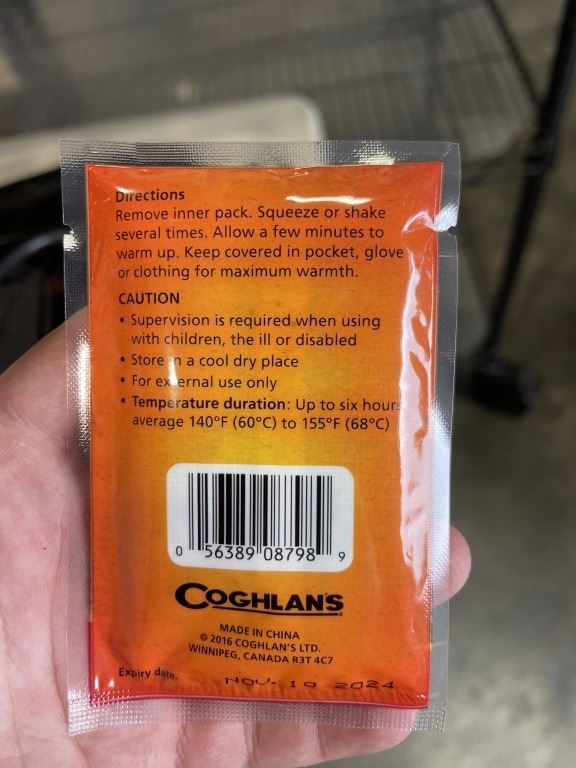 Directions
Remove inner pack. Squeeze or shake
several times. Allow a few minutes to
warm up. Keep covered in pocket, glove
or clothing for maximum warmth.
CAUTION
• Supervision is required when using
with children, the ill or disabled
• Store in a cool dry place
• For external use only
• Temperature duration: Up to six hours
average 140°F (60°C) to 155°F (68°C)
0 56389 08798 9
COGHLAN'S
MADE IN CHINA
© 2016 COGHLAN'S LTD.
WINNIPEG, CANADA R3T 4C7
Expiry date. NOV. 10 2024